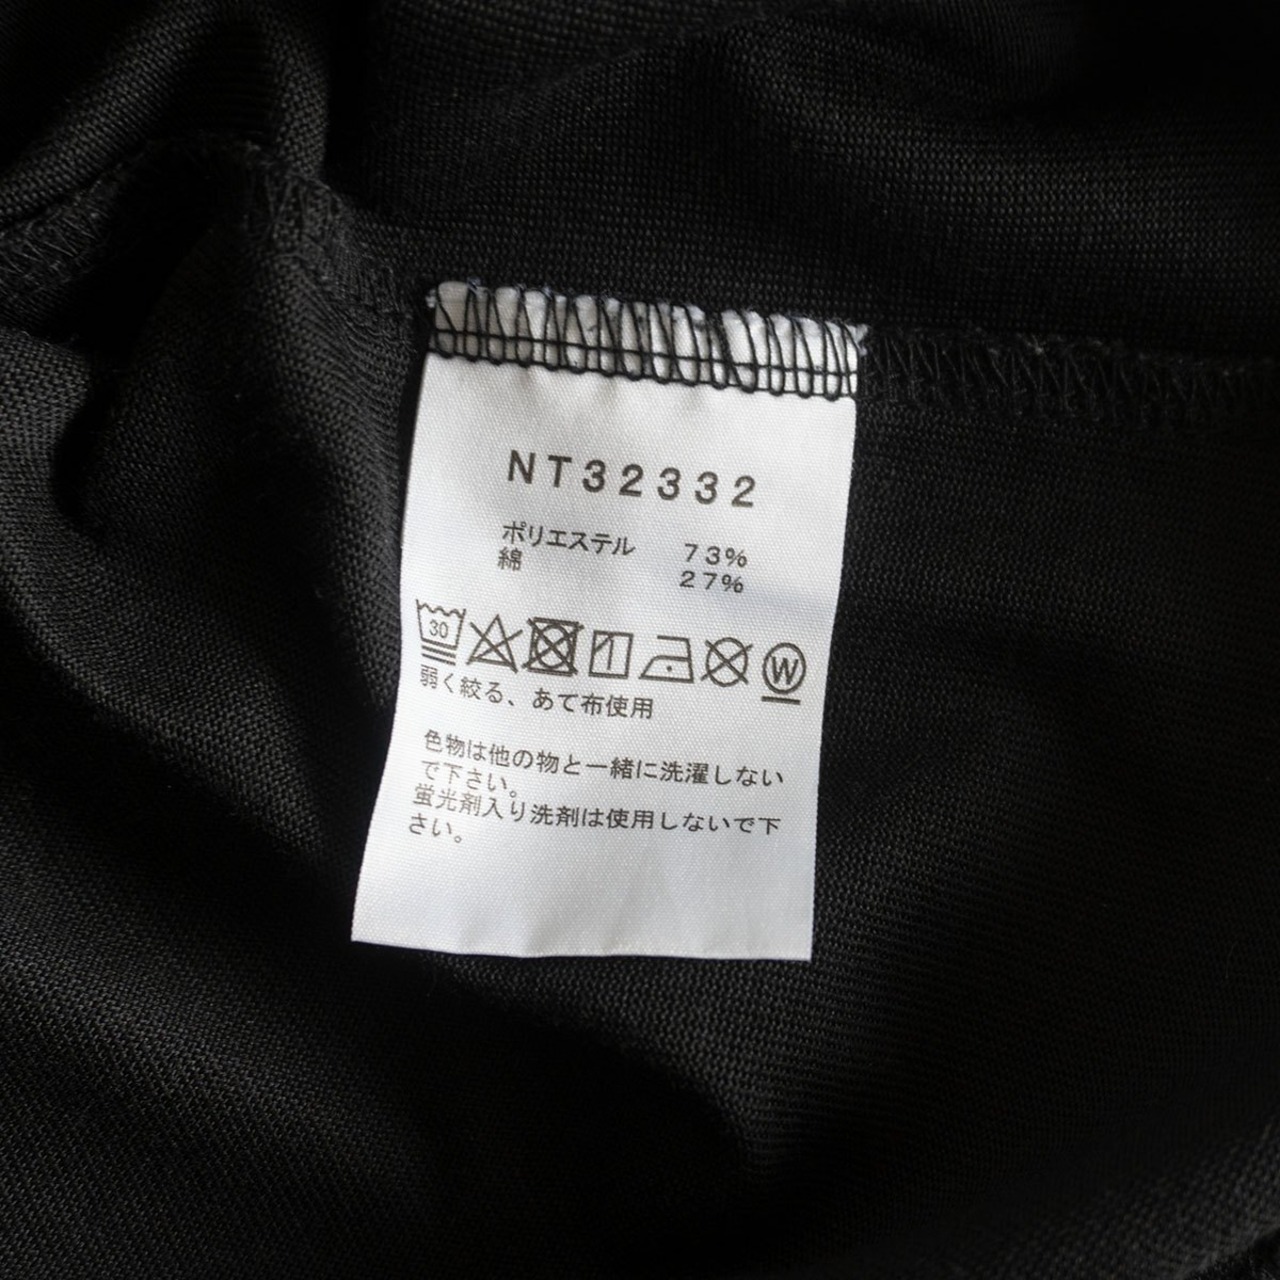 NT32332
ポリエステル 73%
綿 27%
30
W
弱く絞る、あて布使用
色物は他の物と一緒に洗濯しない
で下さい。
蛍光剤入り洗剤は使用しないで下
さい。